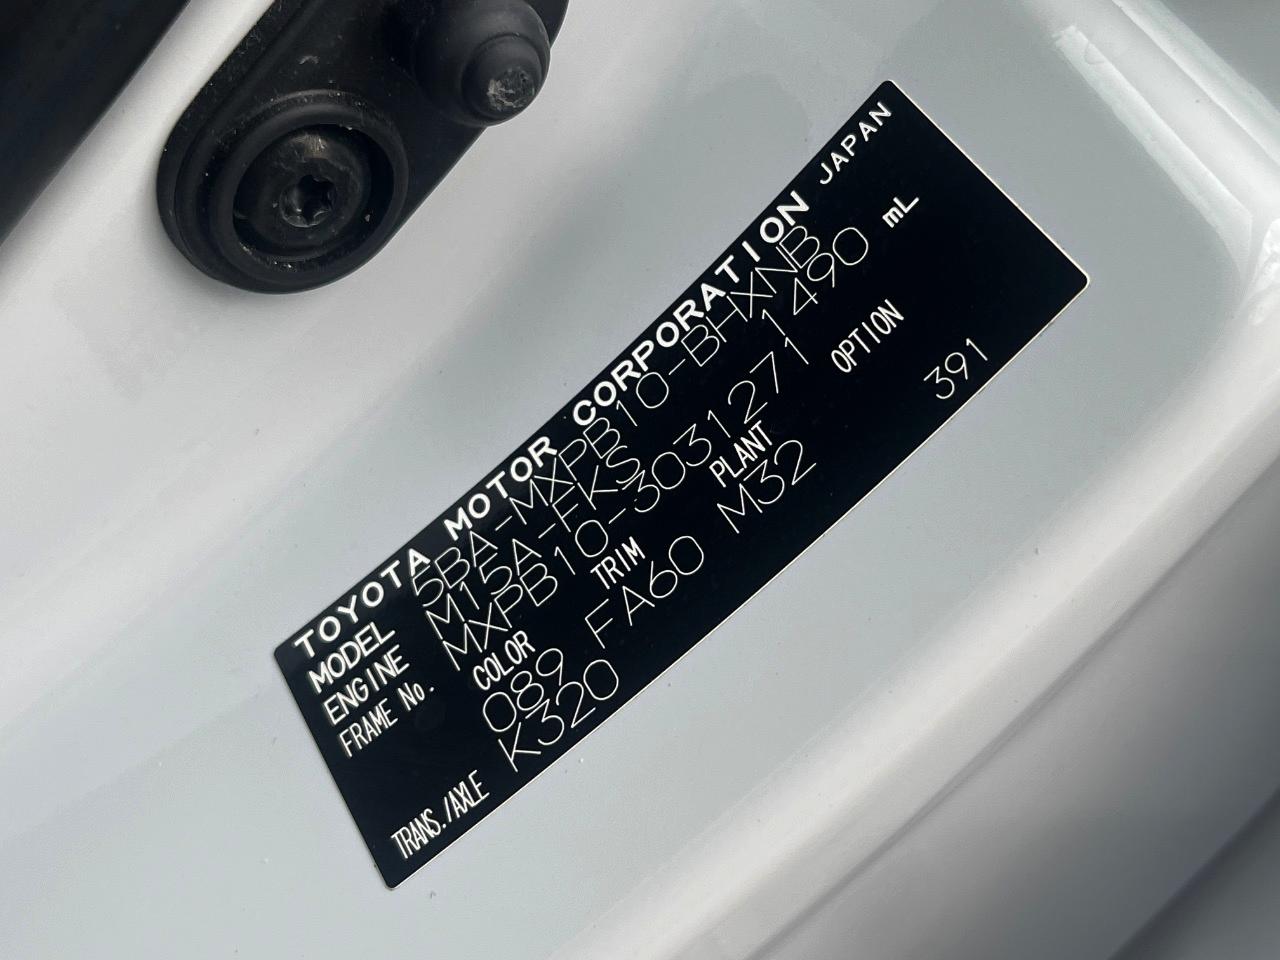 TOYOTA MOTOR CORPORATION JAPAN
MODEL 5BA-MXPB10-BHXNB
ENGINE M15A-FKS 1490 mL
FRAME No. MXPB10-3031271
COLOR TRIM PLANT OPTION
089 FA60 M32 391
TRANS./AXLE K320